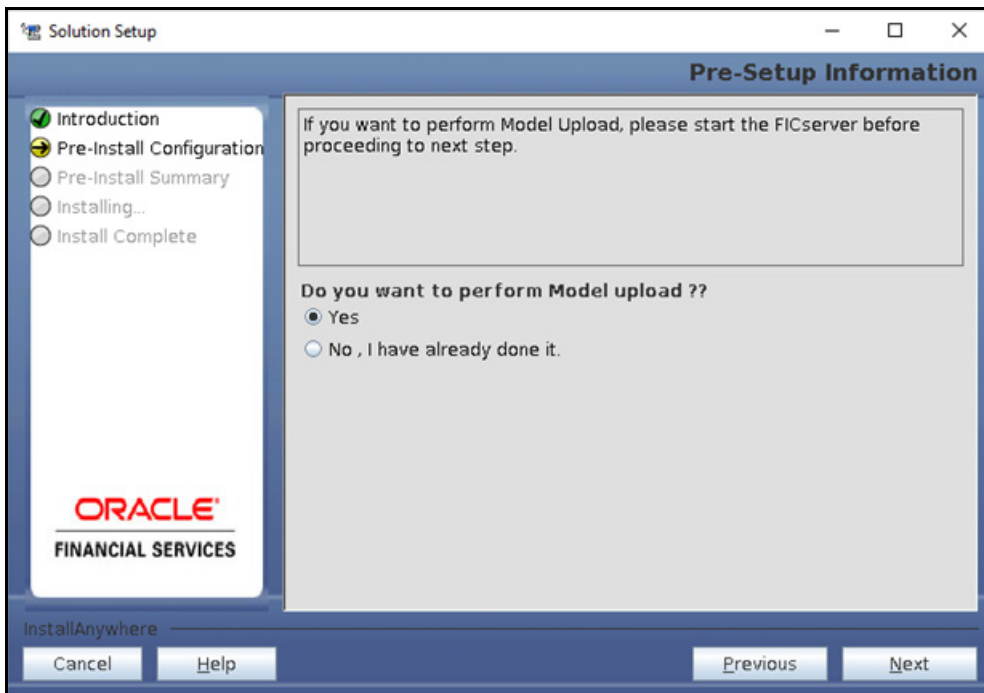 Solution Setup
Pre-Setup Information
Introduction
Pre-Install Configuration
Pre-Install Summary
Installing...
Install Complete
If you want to perform Model Upload, please start the FICserver before
proceeding to next step.
Do you want to perform Model upload ??
Yes
No , I have already done it.
ORACLE®
FINANCIAL SERVICES
InstallAnywhere
Cancel
Help
Previous
Next